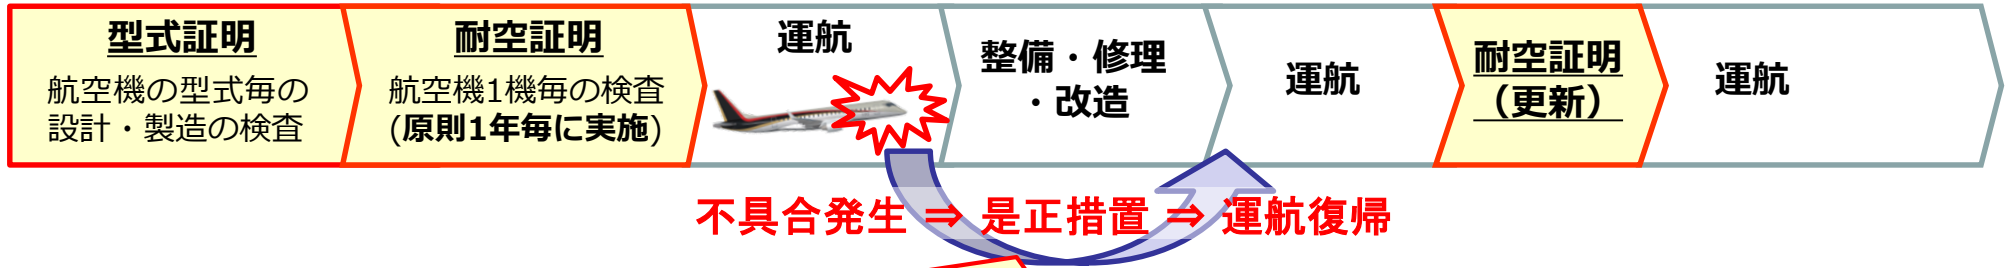 型式証明
航空機の型式毎の
設計・製造の検査
耐空証明
航空機1機毎の検査
(原則1年毎に実施)
運航
整備・修理
・改造
運航
耐空証明
（更新）
運航
不具合発生 ⇒ 是正措置 ⇒ 運航復帰